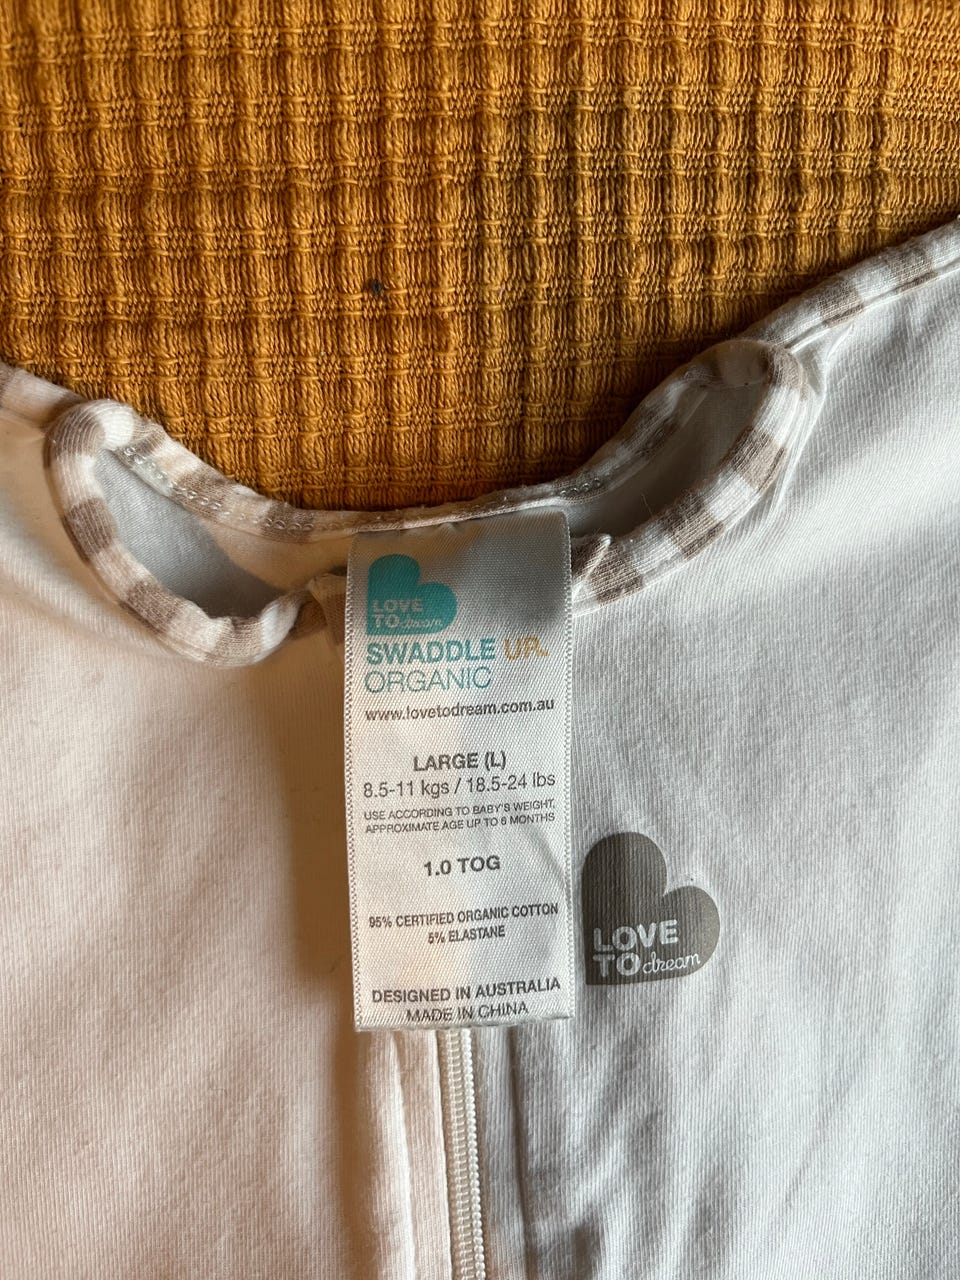 LOVE
TO dream
SWADDLE UP.
ORGANIC
www.lovetodream.com.au
LARGE (L)
8.5-11 kgs / 18.5-24 lbs
USE ACCORDING TO BABY'S WEIGHT,
APPROXIMATE AGE UP TO 6 MONTHS
1.0 TOG
95% CERTIFIED ORGANIC COTTON
5% ELASTANE
DESIGNED IN AUSTRALIA
MADE IN CHINA
LOVE
TO dream